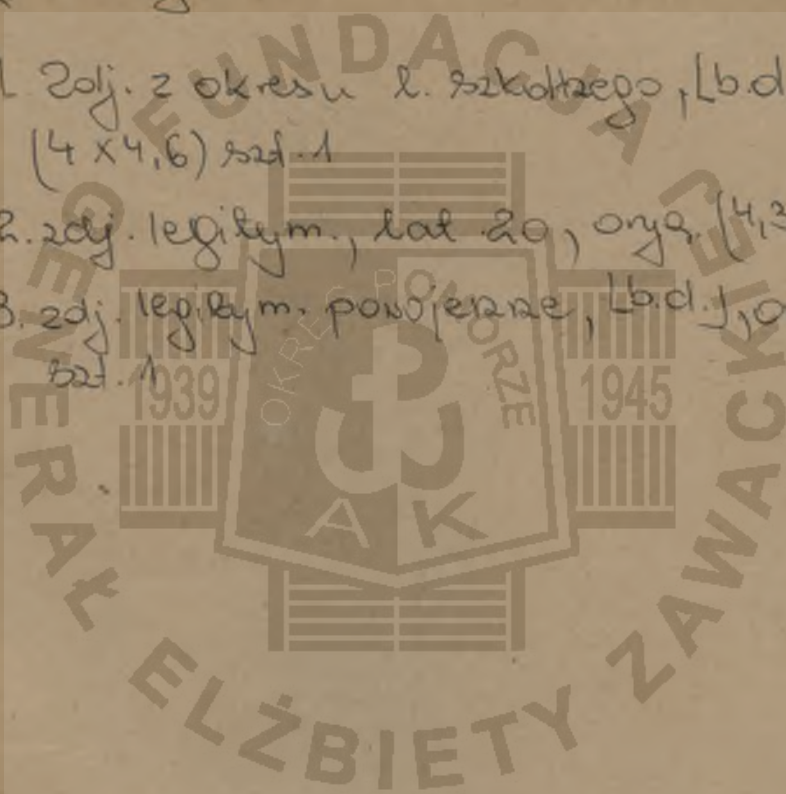 1. Zdj. z okresu l. szkolnego, [b.d
(4 x 4,6) szt. 1
2. zdj. legitym., lat 20, oryg. (4,3
3. zdj. legitym. powojenne, [b.d.], o
szt. 1
FUNDACJA
GENERAŁ ELŻBIETY ZAWACKIEJ
OKRĘG POMORZE
1939
1945
A K